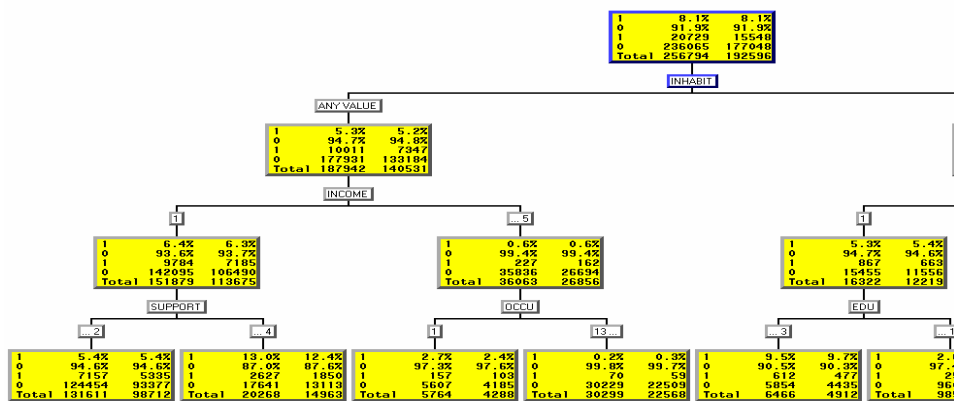 1 8.1% 8.1%
0 91.9% 91.9%
1 20729 15548
0 236065 177048
Total 256794 192596
INHABIT
ANY VALUE
1 5.3% 5.2%
0 94.7% 94.8%
1 10011 7347
0 177931 133184
Total 187942 140531
INCOME
1
... 5
1
1 6.4% 6.3%
0 93.6% 93.7%
1 9784 7185
0 142095 106490
Total 151879 113675
1 0.6% 0.6%
0 99.4% 99.4%
1 227 162
0 35836 26694
Total 36063 26856
1 5.3% 5.4%
0 94.7% 94.6%
1 867 663
0 15455 11556
Total 16322 12219
SUPPORT
OCCU
EDU
... 2
... 4
1
13 ...
... 3
... 1
1 5.4% 5.4%
0 94.6% 94.6%
1 7157 5335
0 124454 93377
Total 131611 98712
1 13.0% 12.4%
0 87.0% 87.6%
1 2627 1850
0 17641 13113
Total 20268 14963
1 2.7% 2.4%
0 97.3% 97.6%
1 157 103
0 5607 4185
Total 5764 4288
1 0.2% 0.3%
0 99.8% 99.7%
1 70 59
0 30229 22509
Total 30299 22568
1 9.5% 9.7%
0 90.5% 90.3%
1 612 477
0 5854 4435
Total 6466 4912
1
0
1
0
Total